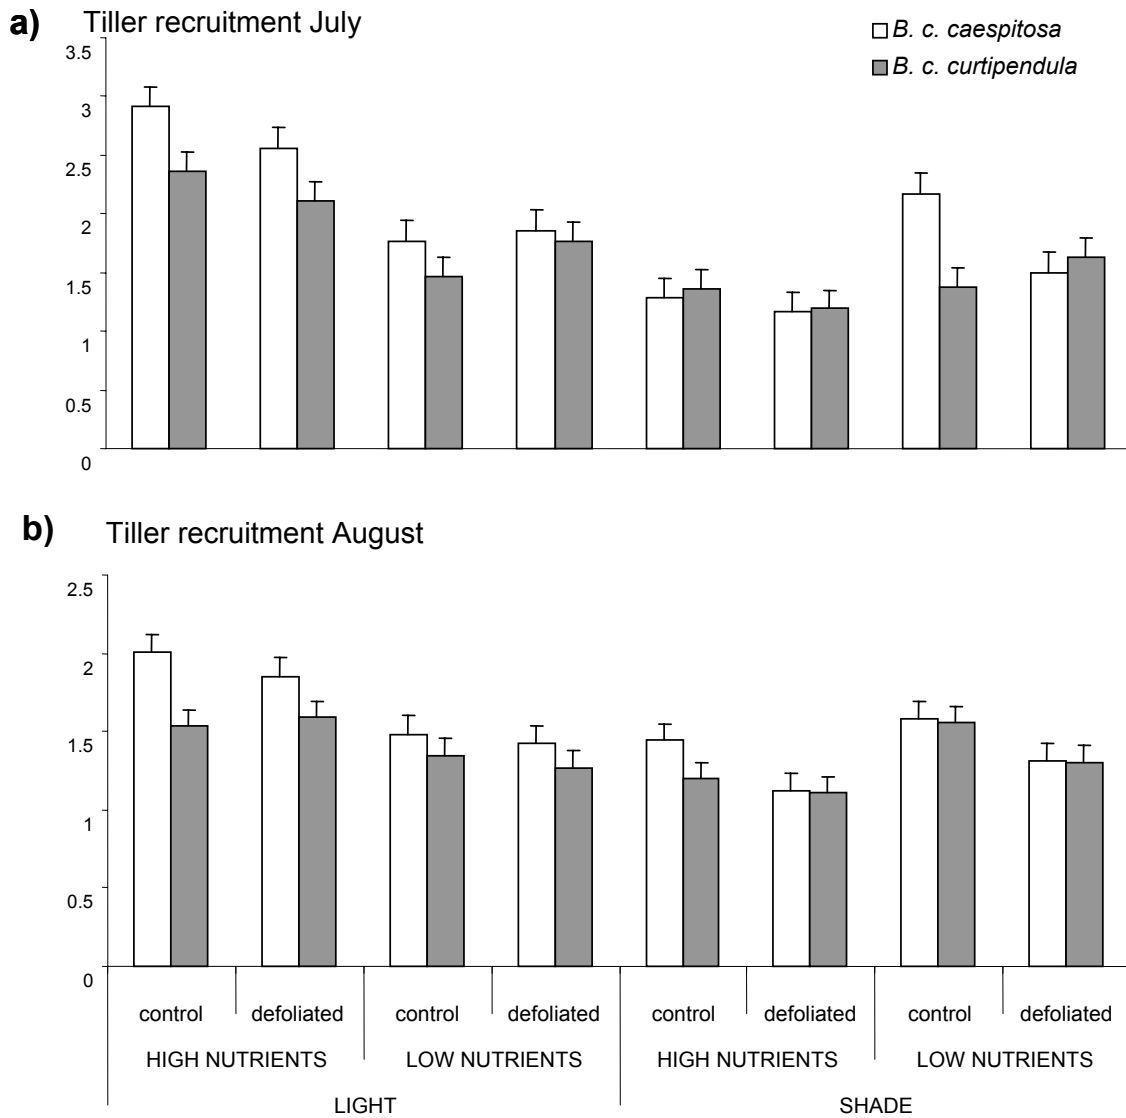 a) Tiller recruitment July
B. c. caespitosa
B. c. curtipendula
3.5
3
2.5
2
1.5
1
0.5
0
b) Tiller recruitment August
2.5
2
1.5
1
0.5
0
control defoliated control defoliated control defoliated control defoliated
HIGH NUTRIENTS LOW NUTRIENTS HIGH NUTRIENTS LOW NUTRIENTS
LIGHT SHADE